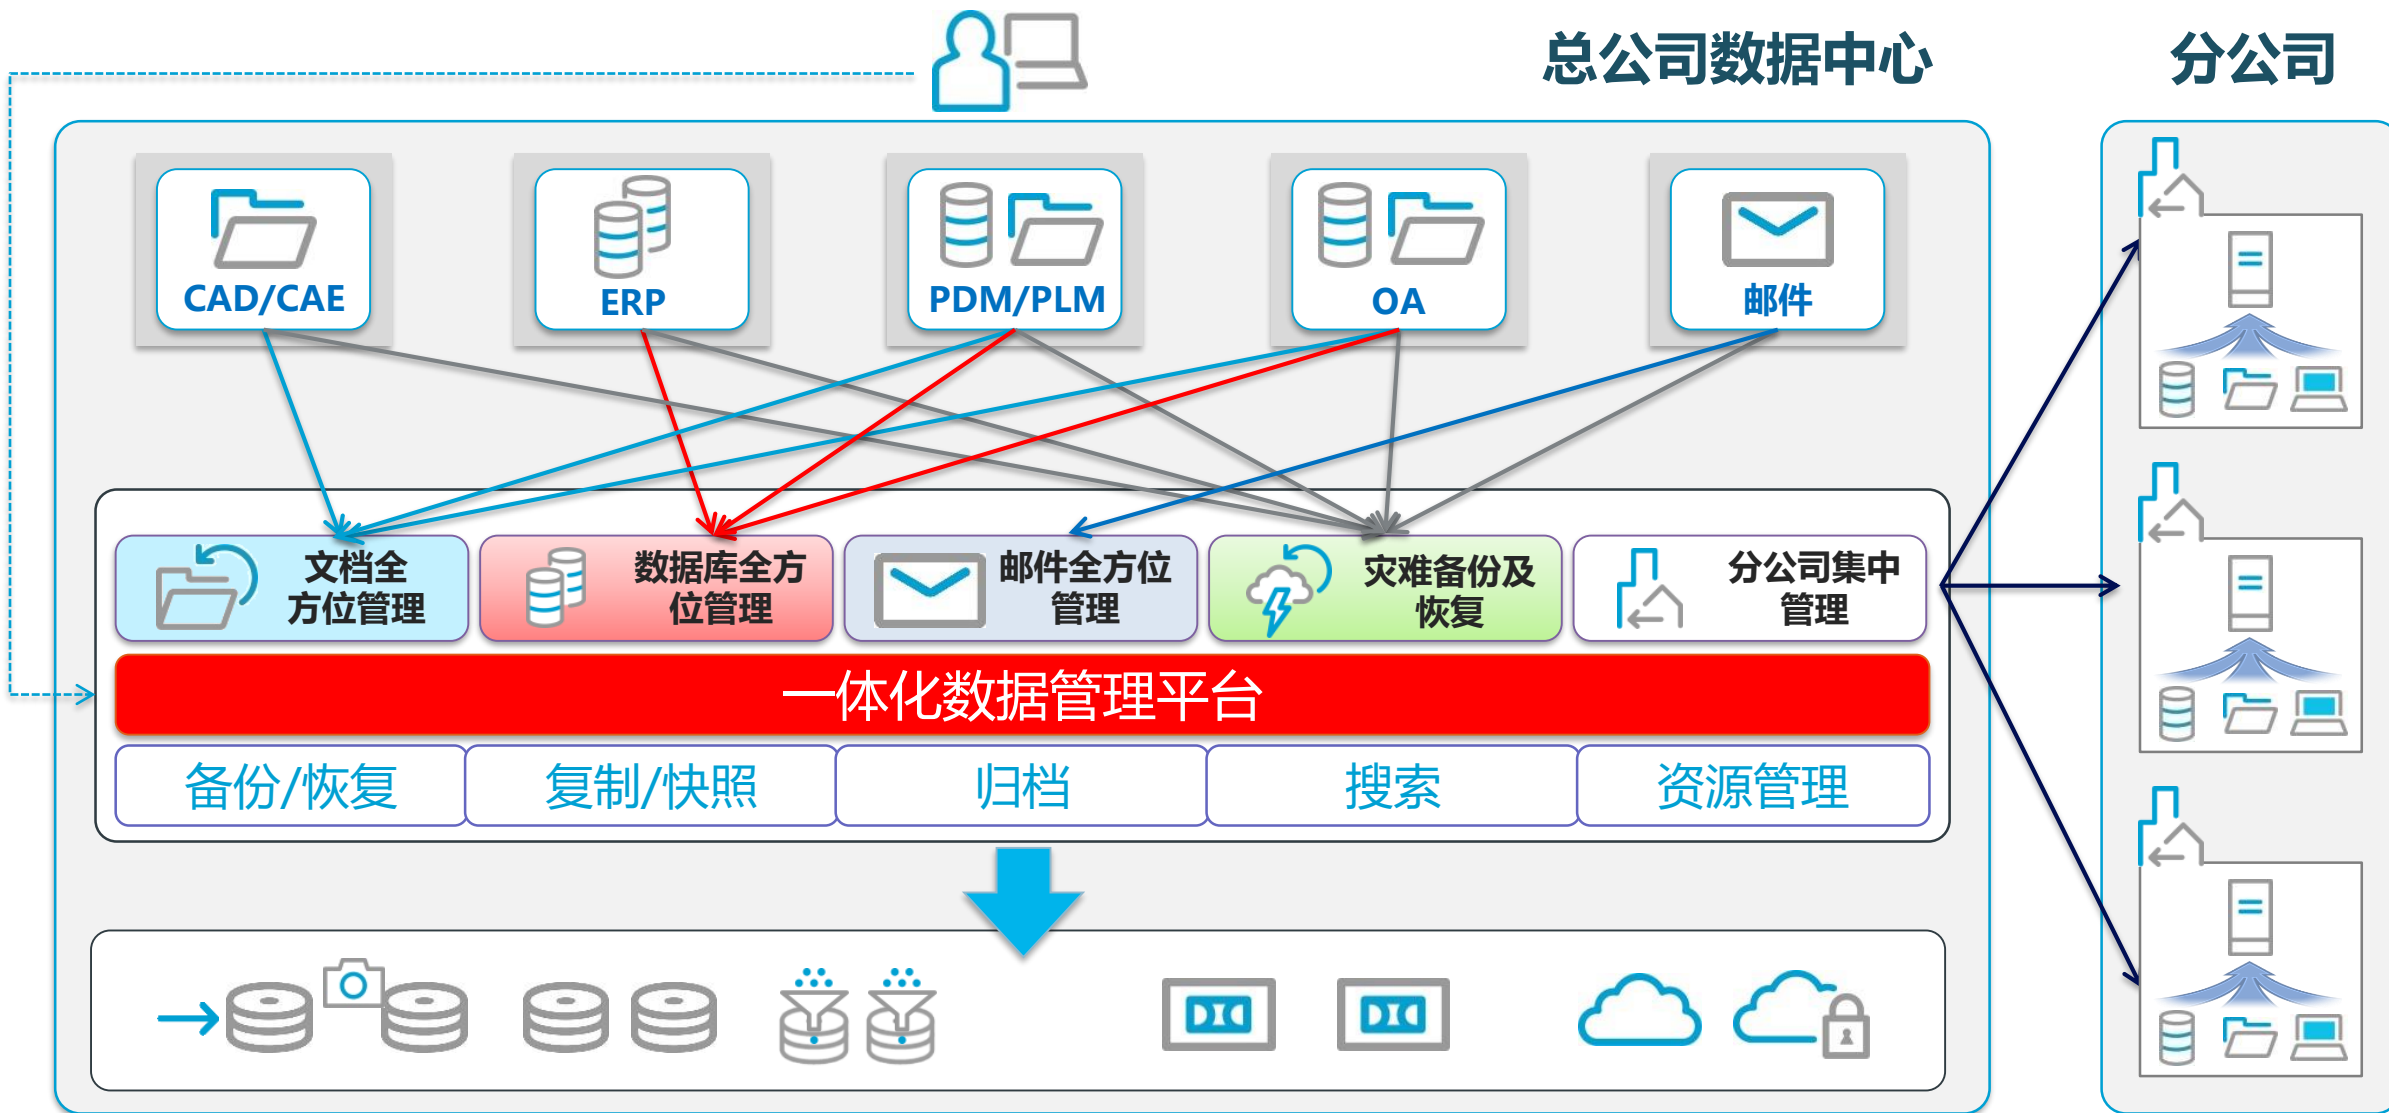 总公司数据中心
分公司
CAD/CAE
ERP
PDM/PLM
OA
邮件
文档全
方位管理
数据库全方
位管理
邮件全方位
管理
灾难备份及
恢复
分公司集中
管理
一体化数据管理平台
备份/恢复
复制/快照
归档
搜索
资源管理